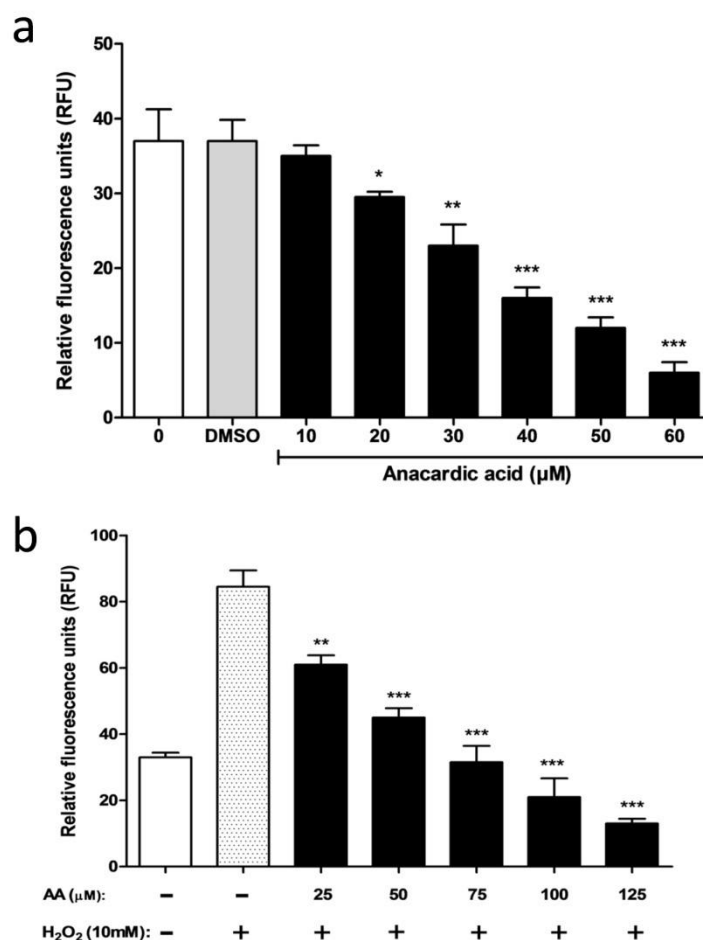 a
Relative fluorescence units (RFU)
50
40
30
20
10
0
*
**
***
***
***
0 DMSO 10 20 30 40 50 60
Anacardic acid (µM)
b
Relative fluorescence units (RFU)
100
80
60
40
20
0
**
***
***
***
***
AA (µM): – – 25 50 75 100 125
H₂O₂ (10mM): – + + + + + +